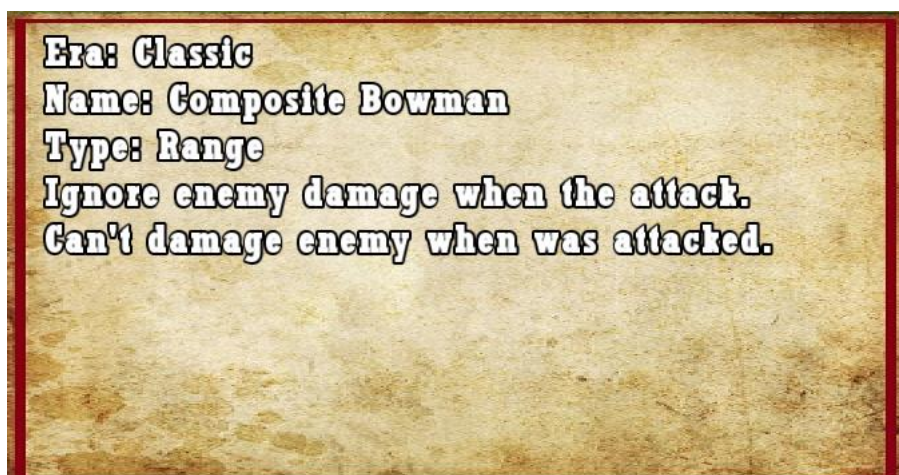 Era: Classic
Name: Composite Bowman
Type: Range
Ignore enemy damage when the attack.
Can't damage enemy when was attacked.